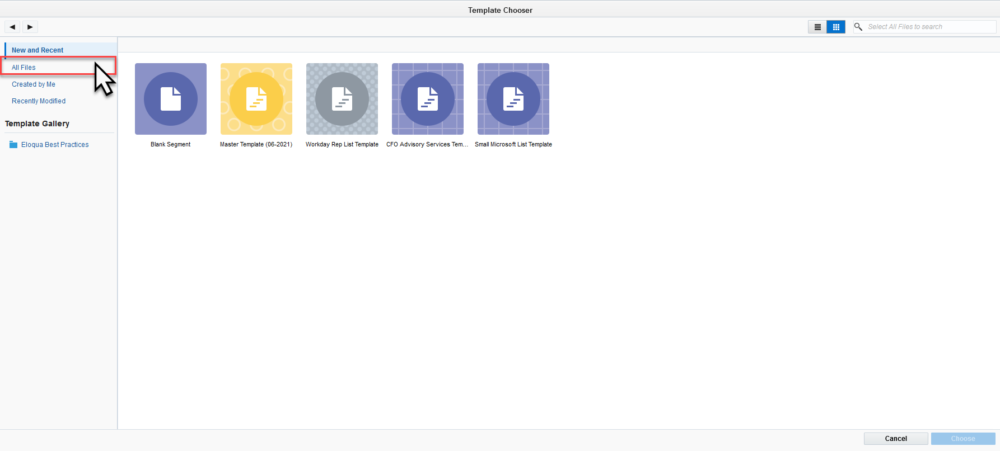 Template Chooser
Select All Files to search
New and Recent
All Files
Created by Me
Recently Modified
Template Gallery
Eloqua Best Practices
Blank Segment
Master Template (06-2021)
Workday Rep List Template
CFO Advisory Services Tem...
Small Microsoft List Template
Cancel
Choose